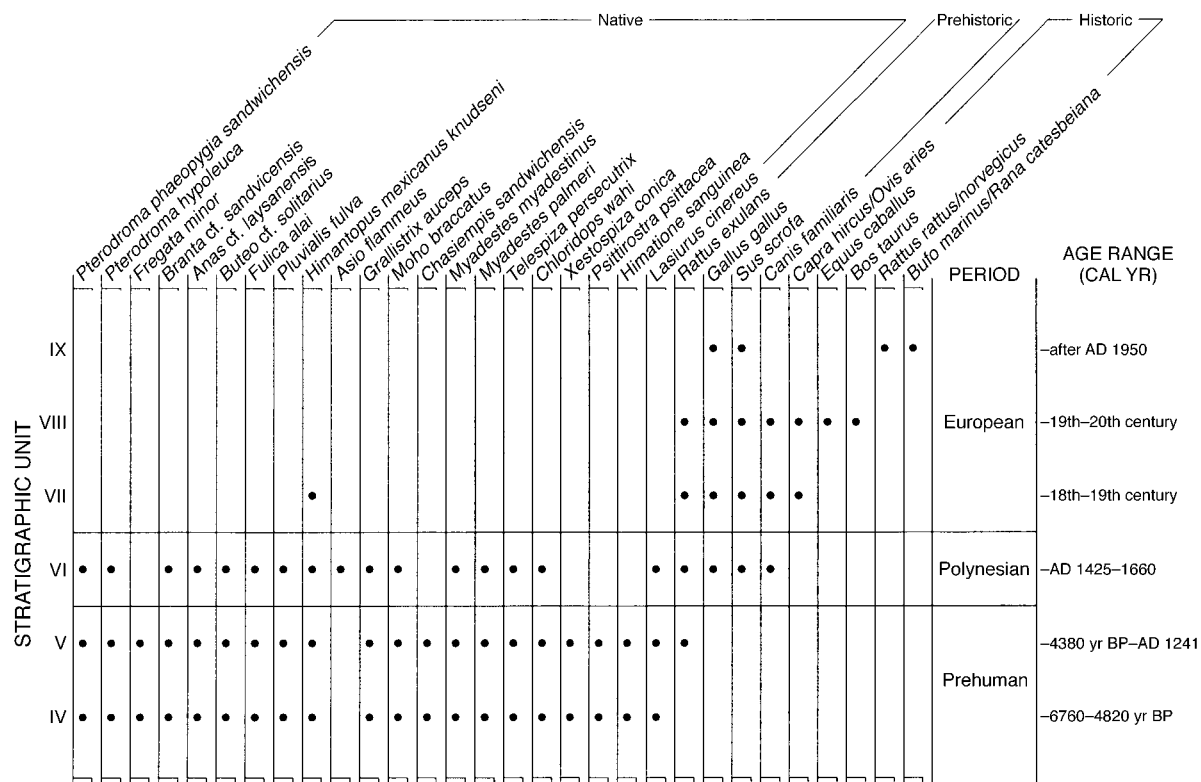 Native
Prehistoric
Historic
Pterodroma phaeopygia sandwichensis
Pterodroma hypoleuca
Fregata minor
Branta cf. sandvicensis
Anas cf. laysanensis
Buteo cf. solitarius
Fulica alai
Pluvialis fulva
Himantopus mexicanus knudseni
Asio flammeus
Grallistrix auceps
Moho braccatus
Chasiempis sandwichensis
Myadestes myadestinus
Myadestes palmeri
Telespiza persecutrix
Chloridops wahi
Xestospiza conica
Psittirostra psittacea
Himatione sanguinea
Lasiurus cinereus
Rattus exulans
Gallus gallus
Sus scrofa
Canis familiaris
Capra hircus/Ovis aries
Equus caballus
Bos taurus
Rattus rattus/norvegicus
Bufo marinus/Rana catesbeiana
PERIOD
AGE RANGE
(CAL YR)
STRATIGRAPHIC UNIT
IX
–after AD 1950
VIII
European
–19th–20th century
VII
–18th–19th century
VI
Polynesian
–AD 1425–1660
V
–4380 yr BP–AD 1241
Prehuman
IV
–6760–4820 yr BP